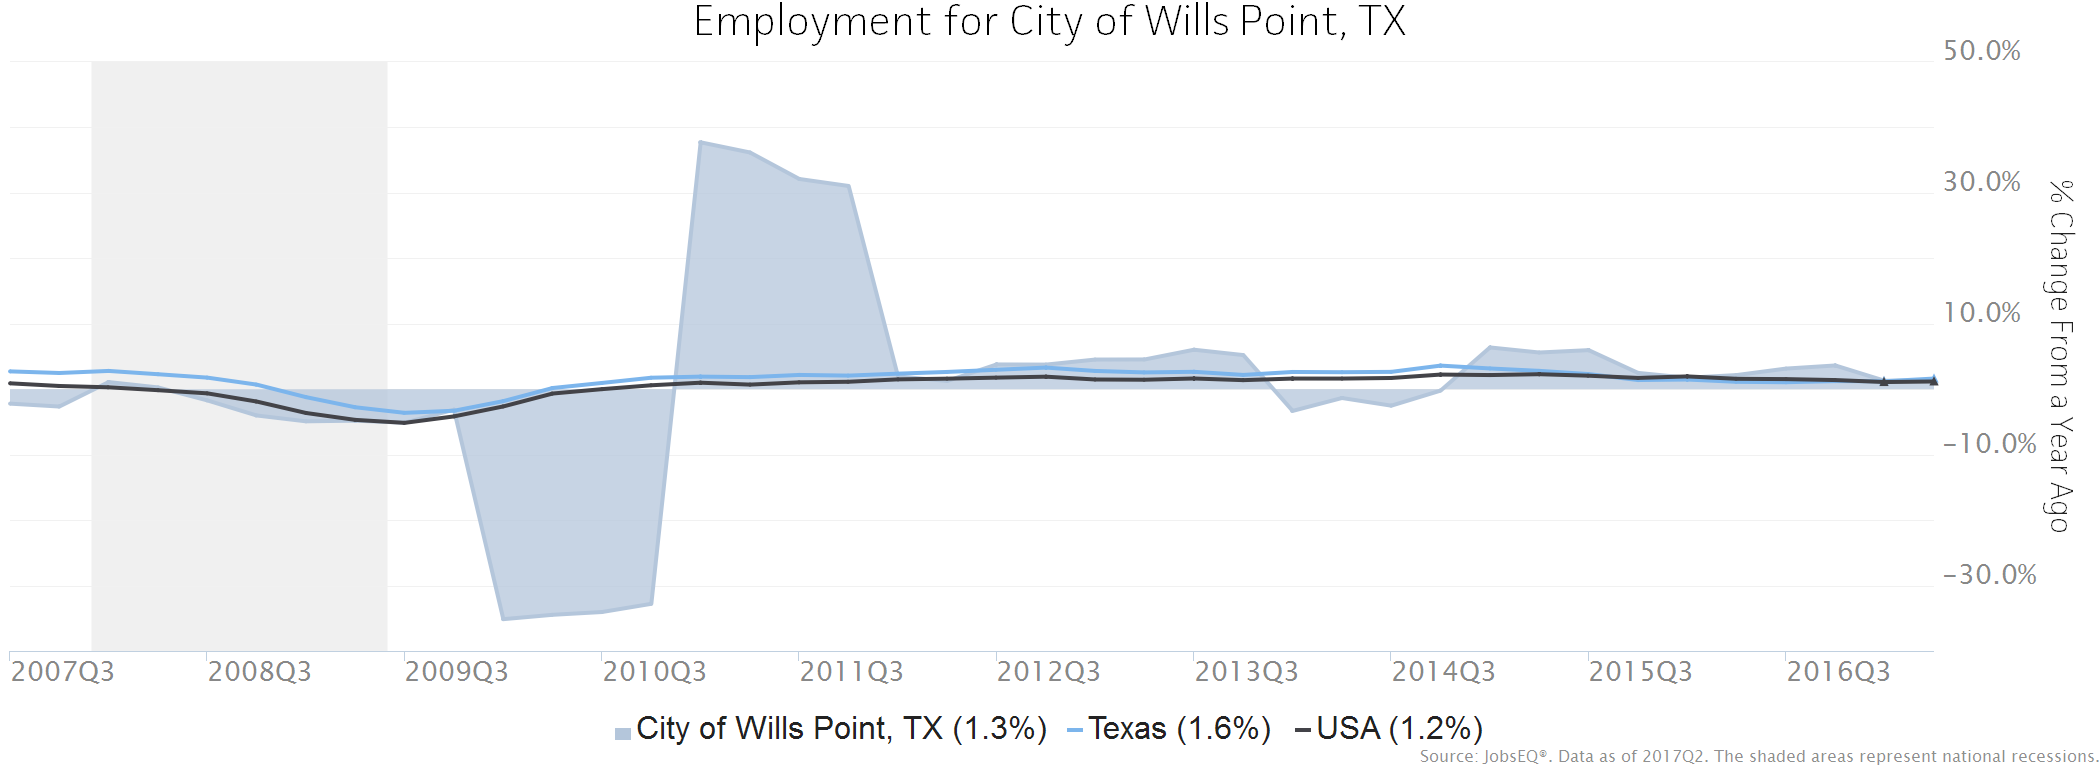 Employment for City of Wills Point, TX
50.0%
30.0%
10.0%
–10.0%
–30.0%
% Change From a Year Ago
2007Q3 2008Q3 2009Q3 2010Q3 2011Q3 2012Q3 2013Q3 2014Q3 2015Q3 2016Q3
City of Wills Point, TX (1.3%) Texas (1.6%) USA (1.2%)
Source: JobsEQ®. Data as of 2017Q2. The shaded areas represent national recessions.